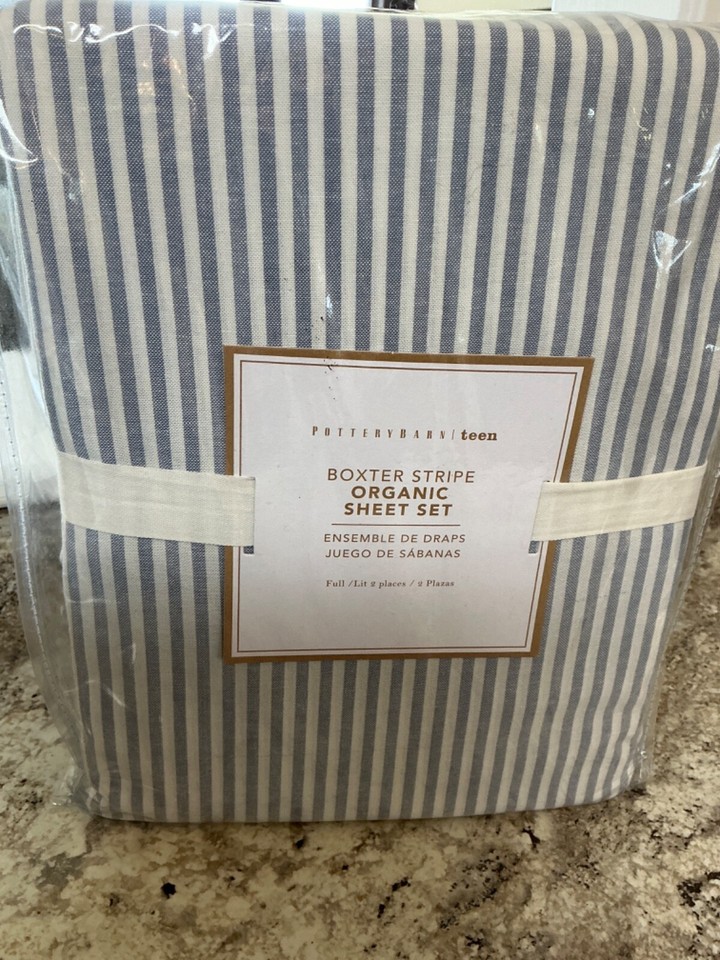 POTTERYBARN | teen
BOXTER STRIPE
ORGANIC
SHEET SET
ENSEMBLE DE DRAPS
JUEGO DE SÁBANAS
Full /Lit 2 places / 2 Plazas